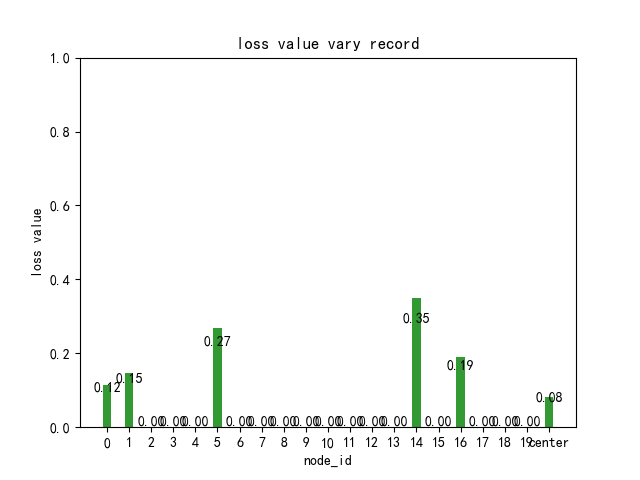 loss value vary record
1.0
0.8
0.6
0.4
0.2
0.0
loss value
0.12 0.15 0.00 0.00 0.00 0.27 0.00 0.00 0.00 0.00 0.00 0.00 0.00 0.00 0.35 0.00 0.19 0.00 0.00 0.00 0.08
0 1 2 3 4 5 6 7 8 9 10 11 12 13 14 15 16 17 18 19 center
node_id